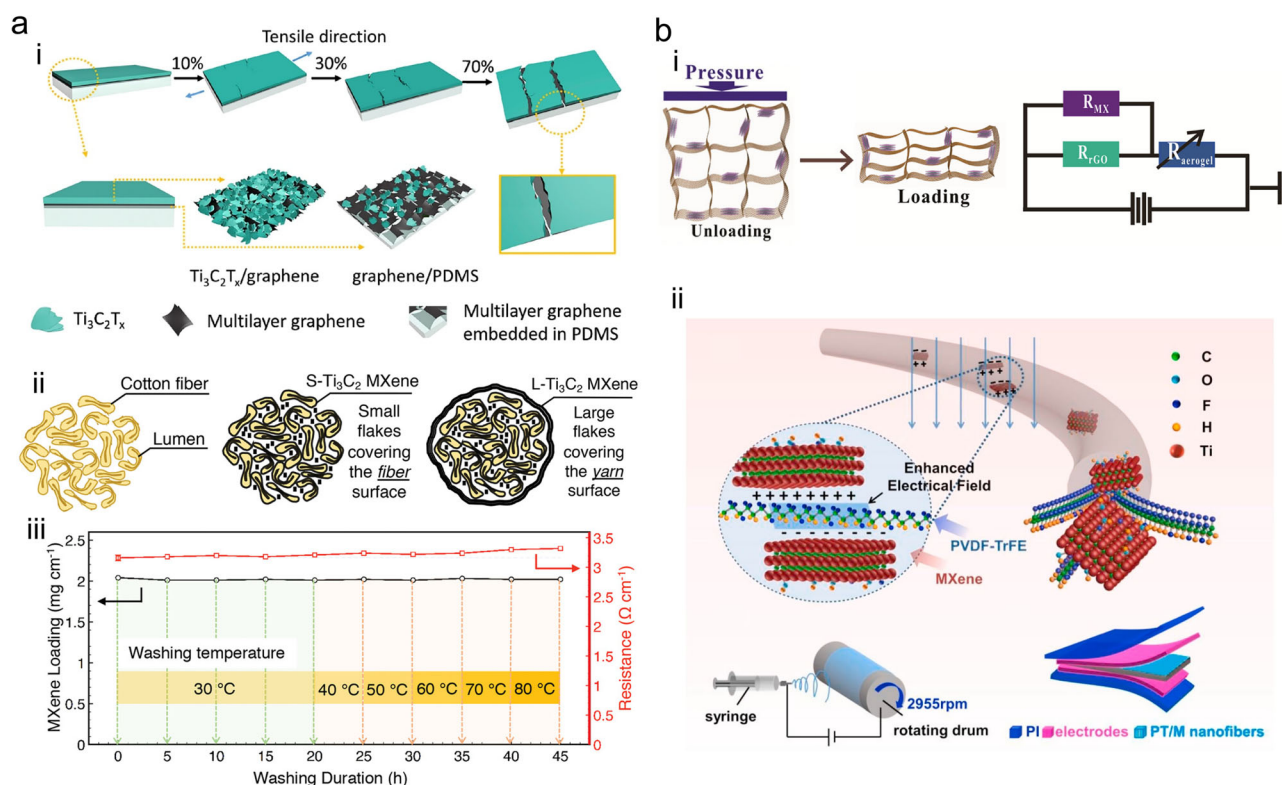 a
i
Tensile direction
10%
30%
70%
Ti₃C₂Tₓ/graphene
graphene/PDMS
Ti₃C₂Tₓ
Multilayer graphene
Multilayer graphene
embedded in PDMS
ii
Cotton fiber
Lumen
S-Ti₃C₂ MXene
Small
flakes
covering
the fiber
surface
L-Ti₃C₂ MXene
Large
flakes
covering
the yarn
surface
iii
MXene Loading (mg cm⁻¹)
2.5
2
1.5
1
0.5
0
Washing temperature
30 °C
40 °C
50 °C
60 °C
70 °C
80 °C
3.5
3
2.5
2
1.5
1
0.5
0
Resistance (Ω cm⁻¹)
0
5
10
15
20
25
30
35
40
45
Washing Duration (h)
b
i
Pressure
Unloading
Loading
R_MX
R_rGO
R_aerogel
ii
C
O
F
H
Ti
Enhanced
Electrical Field
+ + + + + + + +
- - - - - - - -
PVDF-TrFE
MXene
syringe
2955rpm
rotating drum
PI
electrodes
PT/M nanofibers